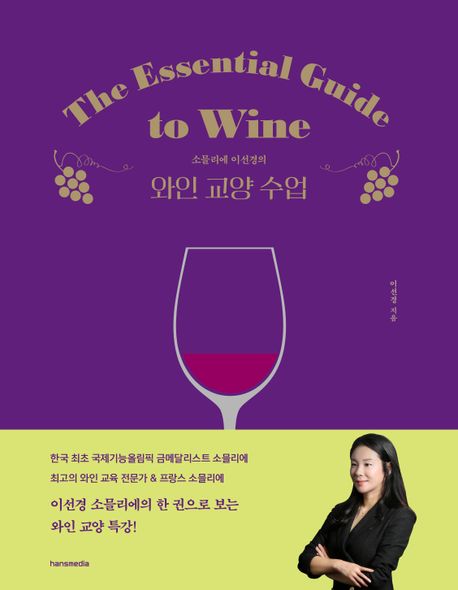 The Essential Guide
to Wine
소믈리에 이선경의
와인 교양 수업
이선경 지음
한국 최초 국제기능올림픽 금메달리스트 소믈리에
최고의 와인 교육 전문가 & 프랑스 소믈리에
이선경 소믈리에의 한 권으로 보는
와인 교양 특강!
hansmedia